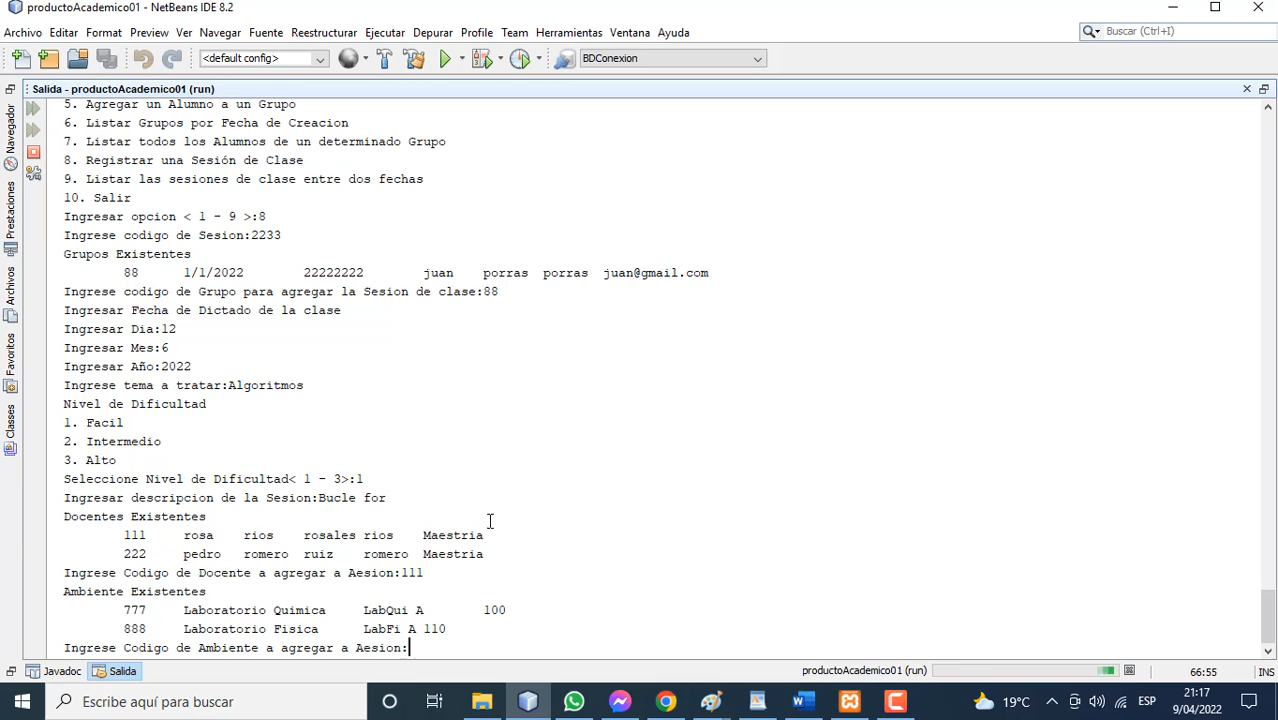 productoAcademico01 - NetBeans IDE 8.2
Archivo Editar Format Preview Ver Navegar Fuente Reestructurar Ejecutar Depurar Profile Team Herramientas Ventana Ayuda
Buscar (Ctrl+I)
<default config>
BDConexion
Salida - productoAcademico01 (run)
Navegador
Prestaciones
Archivos
Favoritos
Classes
5. Agregar un Alumno a un Grupo
6. Listar Grupos por Fecha de Creacion
7. Listar todos los Alumnos de un determinado Grupo
8. Registrar una Sesión de Clase
9. Listar las sesiones de clase entre dos fechas
10. Salir
Ingresar opcion < 1 - 9 >:8
Ingrese codigo de Sesion:2233
Grupos Existentes
88 1/1/2022 22222222 juan porras porras juan@gmail.com
Ingrese codigo de Grupo para agregar la Sesion de clase:88
Ingresar Fecha de Dictado de la clase
Ingresar Dia:12
Ingresar Mes:6
Ingresar Año:2022
Ingrese tema a tratar:Algoritmos
Nivel de Dificultad
1. Facil
2. Intermedio
3. Alto
Seleccione Nivel de Dificultad< 1 - 3>:1
Ingresar descripcion de la Sesion:Bucle for
Docentes Existentes
111 rosa rios rosales rios Maestria
222 pedro romero ruiz romero Maestria
Ingrese Codigo de Docente a agregar a Aesion:111
Ambiente Existentes
777 Laboratorio Quimica LabQui A 100
888 Laboratorio Fisica LabFi A 110
Ingrese Codigo de Ambiente a agregar a Aesion:
Javadoc Salida
productoAcademico01 (run)
66:55
INS
Escribe aquí para buscar
19°C
ESP
21:17
9/04/2022